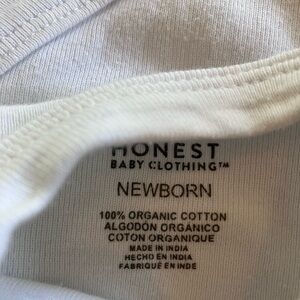 HONEST
BABY CLOTHING™
NEWBORN
100% ORGANIC COTTON
ALGODÓN ORGÁNICO
COTON ORGANIQUE
MADE IN INDIA
HECHO EN INDIA
FABRIQUÉ EN INDE